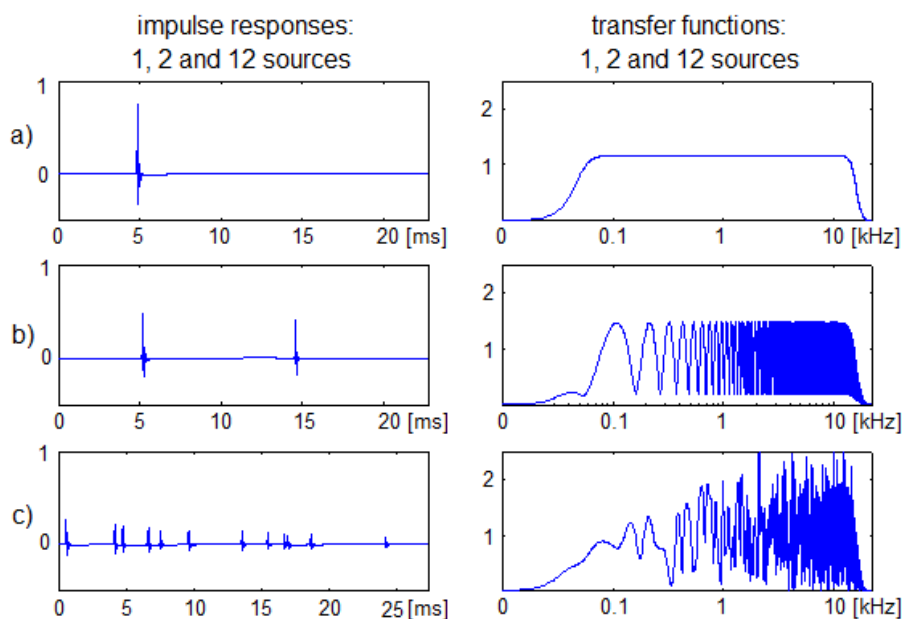 impulse responses:
1, 2 and 12 sources
transfer functions:
1, 2 and 12 sources
a)
1
0
0 5 10 15 20 [ms]
2
1
0 0.1 1 10 [kHz]
b)
1
0
0 5 10 15 20 [ms]
2
1
0 0.1 1 10 [kHz]
c)
1
0
0 5 10 15 20 25 [ms]
2
1
0 0.1 1 10 [kHz]